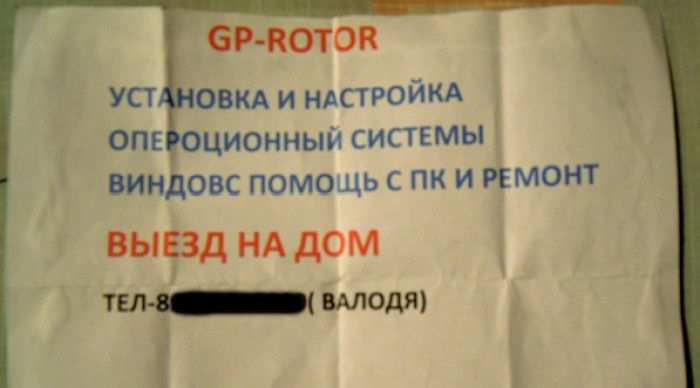 GP-ROTOR
УСТАНОВКА И НАСТРОЙКА
ОПЕРОЦИОННЫЙ СИСТЕМЫ
ВИНДОВС ПОМОЩЬ С ПК И РЕМОНТ
ВЫЕЗД НА ДОМ
ТЕЛ-8 ( ВАЛОДЯ)